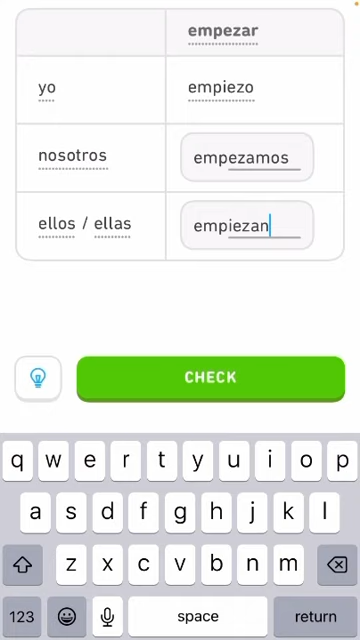 empezar
yo empiezo
nosotros empezamos
ellos / ellas empiezan
CHECK
q w e r t y u i o p
a s d f g h j k l
z x c v b n m
123 space return